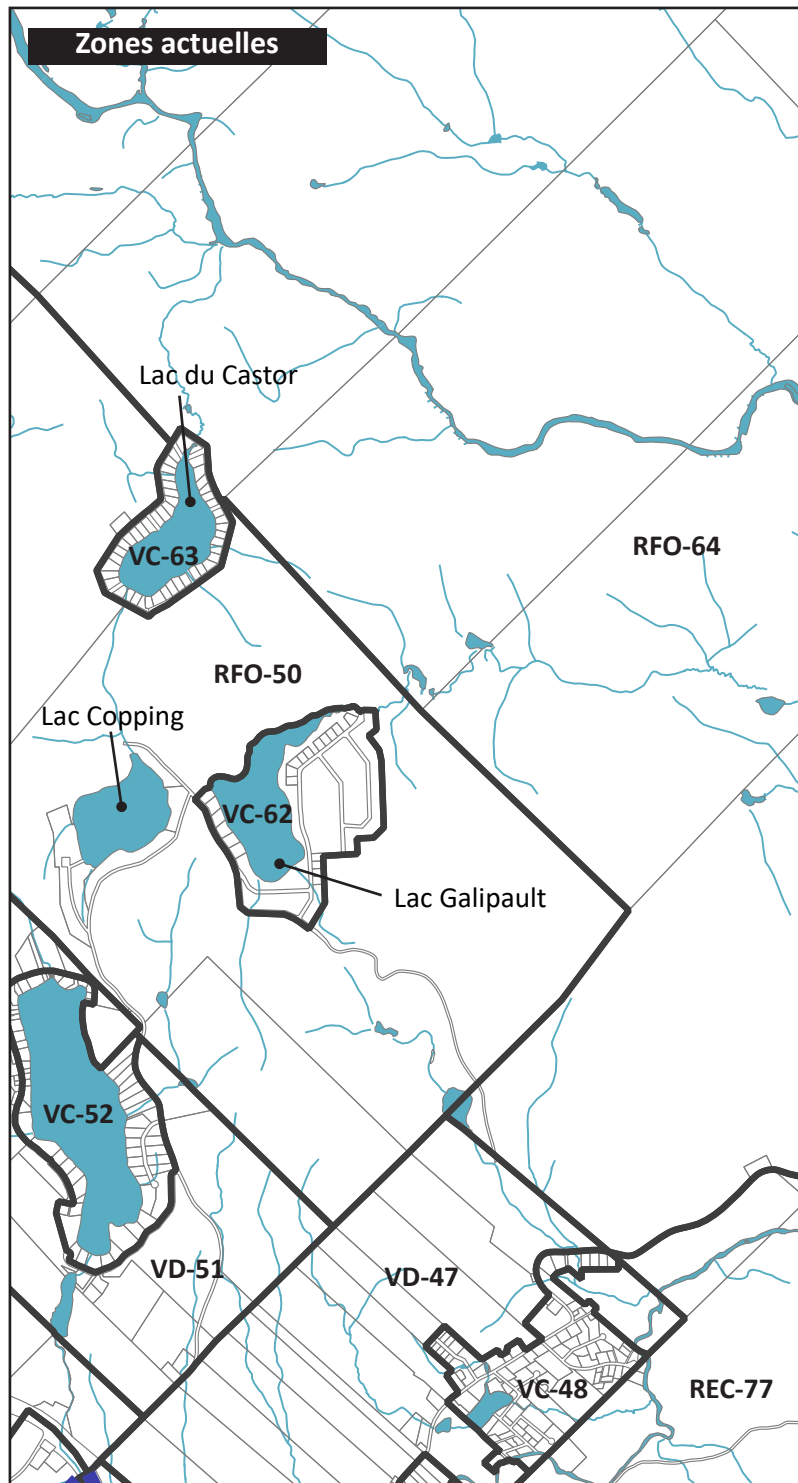 Zones actuelles
Lac du Castor
VC-63
RFO-64
RFO-50
Lac Copping
VC-62
Lac Galipault
VC-52
VD-51
VD-47
VC-48
REC-77